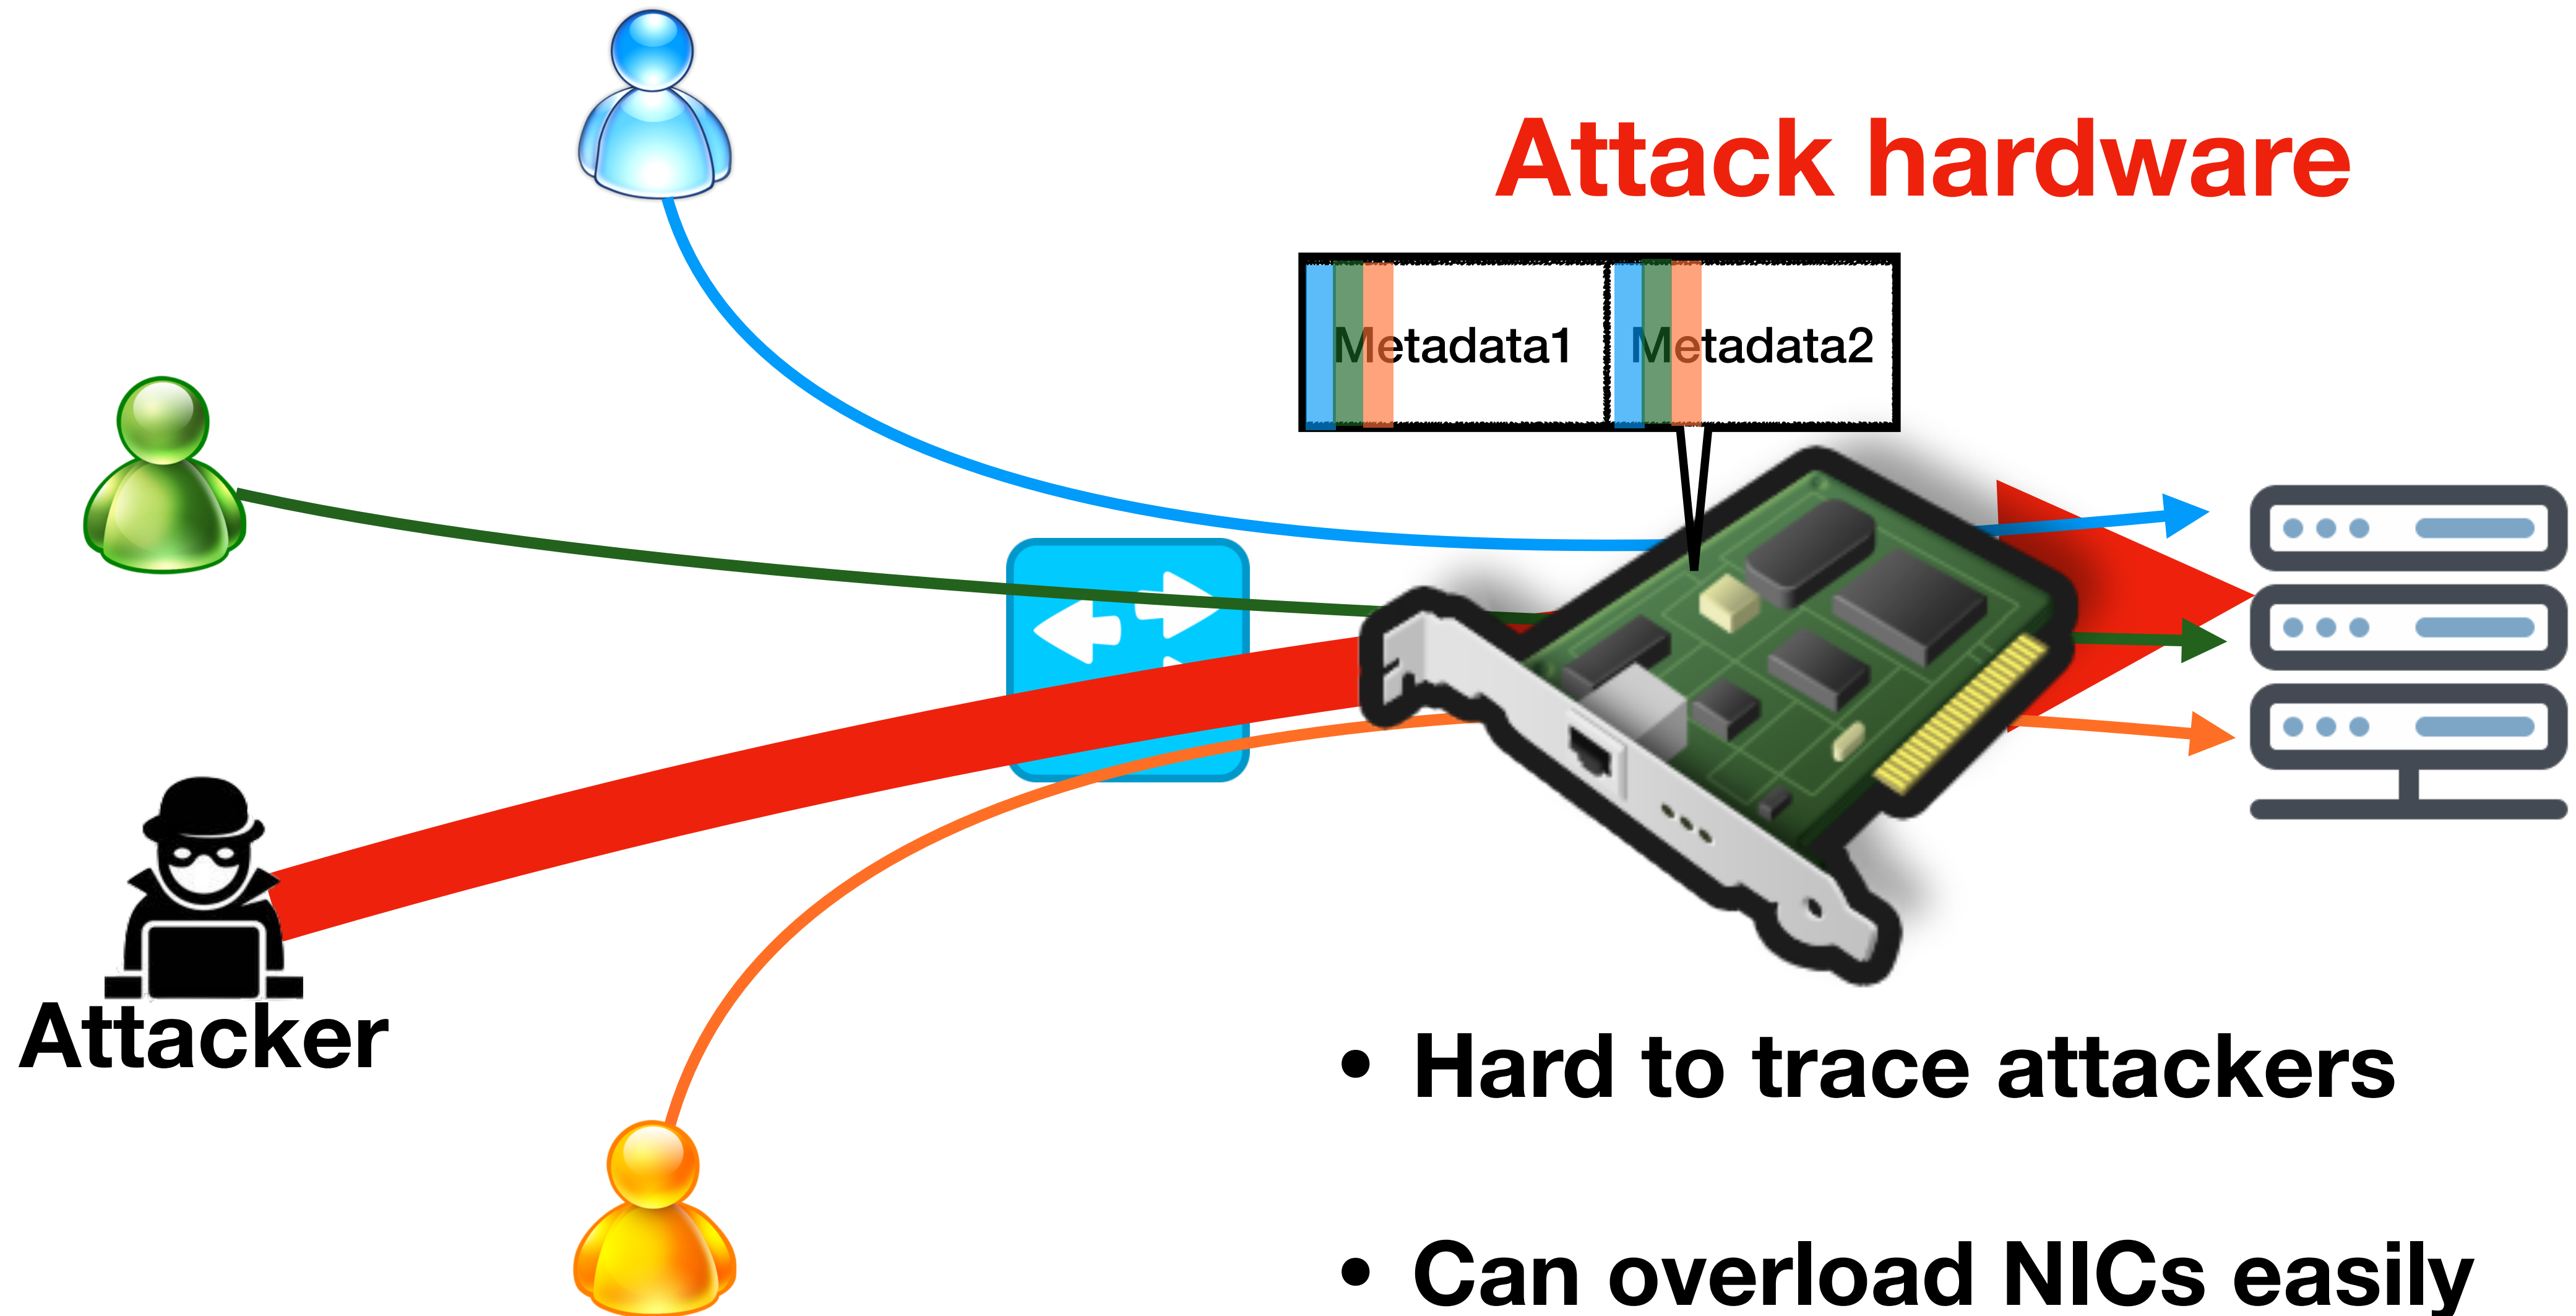 Attack hardware
Metadata1 Metadata2
Attacker
• Hard to trace attackers
• Can overload NICs easily